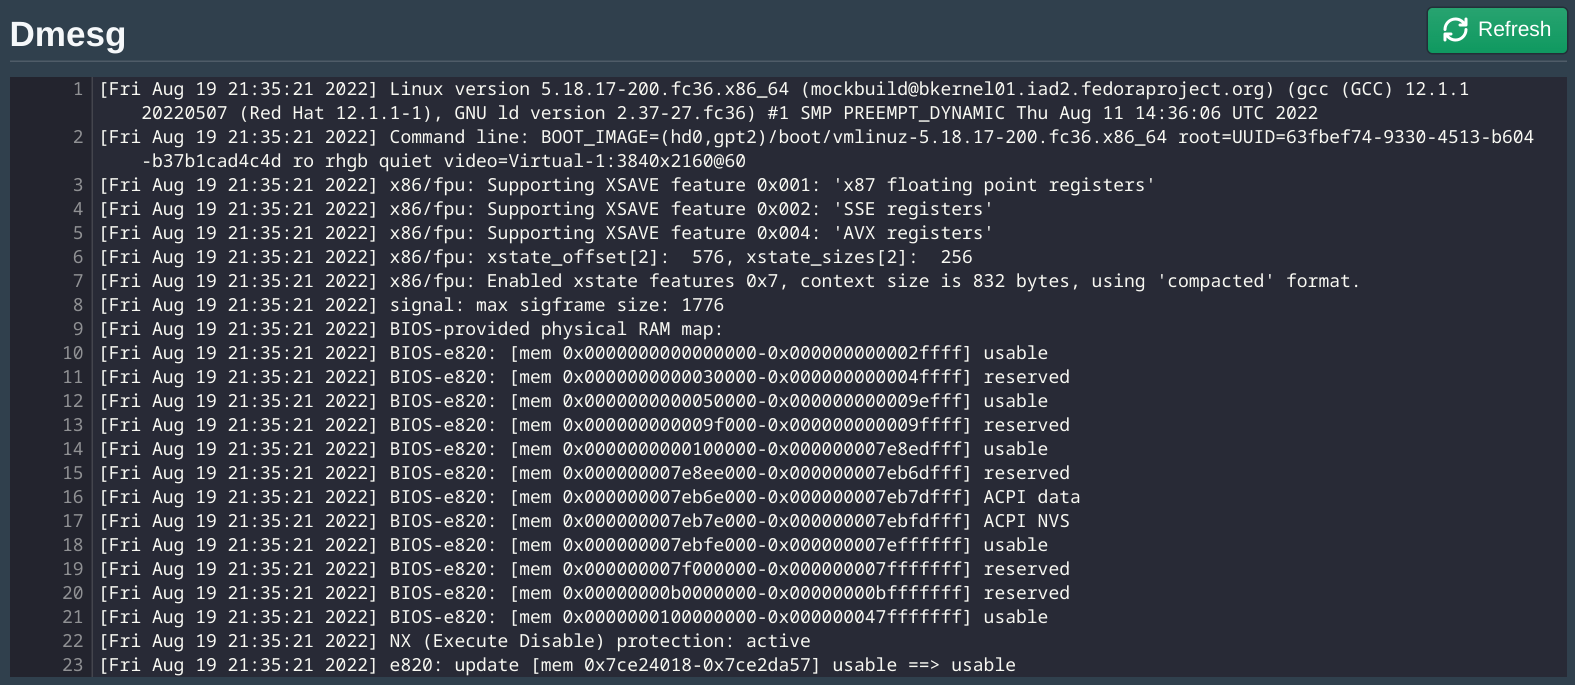 Dmesg
Refresh
1 [Fri Aug 19 21:35:21 2022] Linux version 5.18.17-200.fc36.x86_64 (mockbuild@bkernel01.iad2.fedoraproject.org) (gcc (GCC) 12.1.1
20220507 (Red Hat 12.1.1-1), GNU ld version 2.37-27.fc36) #1 SMP PREEMPT_DYNAMIC Thu Aug 11 14:36:06 UTC 2022
2 [Fri Aug 19 21:35:21 2022] Command line: BOOT_IMAGE=(hd0,gpt2)/boot/vmlinuz-5.18.17-200.fc36.x86_64 root=UUID=63fbef74-9330-4513-b604
-b37b1cad4c4d ro rhgb quiet video=Virtual-1:3840x2160@60
3 [Fri Aug 19 21:35:21 2022] x86/fpu: Supporting XSAVE feature 0x001: 'x87 floating point registers'
4 [Fri Aug 19 21:35:21 2022] x86/fpu: Supporting XSAVE feature 0x002: 'SSE registers'
5 [Fri Aug 19 21:35:21 2022] x86/fpu: Supporting XSAVE feature 0x004: 'AVX registers'
6 [Fri Aug 19 21:35:21 2022] x86/fpu: xstate_offset[2]:  576, xstate_sizes[2]:  256
7 [Fri Aug 19 21:35:21 2022] x86/fpu: Enabled xstate features 0x7, context size is 832 bytes, using 'compacted' format.
8 [Fri Aug 19 21:35:21 2022] signal: max sigframe size: 1776
9 [Fri Aug 19 21:35:21 2022] BIOS-provided physical RAM map:
10 [Fri Aug 19 21:35:21 2022] BIOS-e820: [mem 0x0000000000000000-0x000000000002ffff] usable
11 [Fri Aug 19 21:35:21 2022] BIOS-e820: [mem 0x0000000000030000-0x000000000004ffff] reserved
12 [Fri Aug 19 21:35:21 2022] BIOS-e820: [mem 0x0000000000050000-0x000000000009efff] usable
13 [Fri Aug 19 21:35:21 2022] BIOS-e820: [mem 0x000000000009f000-0x000000000009ffff] reserved
14 [Fri Aug 19 21:35:21 2022] BIOS-e820: [mem 0x0000000000100000-0x000000007e8edfff] usable
15 [Fri Aug 19 21:35:21 2022] BIOS-e820: [mem 0x000000007e8ee000-0x000000007eb6dfff] reserved
16 [Fri Aug 19 21:35:21 2022] BIOS-e820: [mem 0x000000007eb6e000-0x000000007eb7dfff] ACPI data
17 [Fri Aug 19 21:35:21 2022] BIOS-e820: [mem 0x000000007eb7e000-0x000000007ebfdfff] ACPI NVS
18 [Fri Aug 19 21:35:21 2022] BIOS-e820: [mem 0x000000007ebfe000-0x000000007effffff] usable
19 [Fri Aug 19 21:35:21 2022] BIOS-e820: [mem 0x000000007f000000-0x000000007fffffff] reserved
20 [Fri Aug 19 21:35:21 2022] BIOS-e820: [mem 0x00000000b0000000-0x00000000bfffffff] reserved
21 [Fri Aug 19 21:35:21 2022] BIOS-e820: [mem 0x0000000100000000-0x000000047fffffff] usable
22 [Fri Aug 19 21:35:21 2022] NX (Execute Disable) protection: active
23 [Fri Aug 19 21:35:21 2022] e820: update [mem 0x7ce24018-0x7ce2da57] usable ==> usable